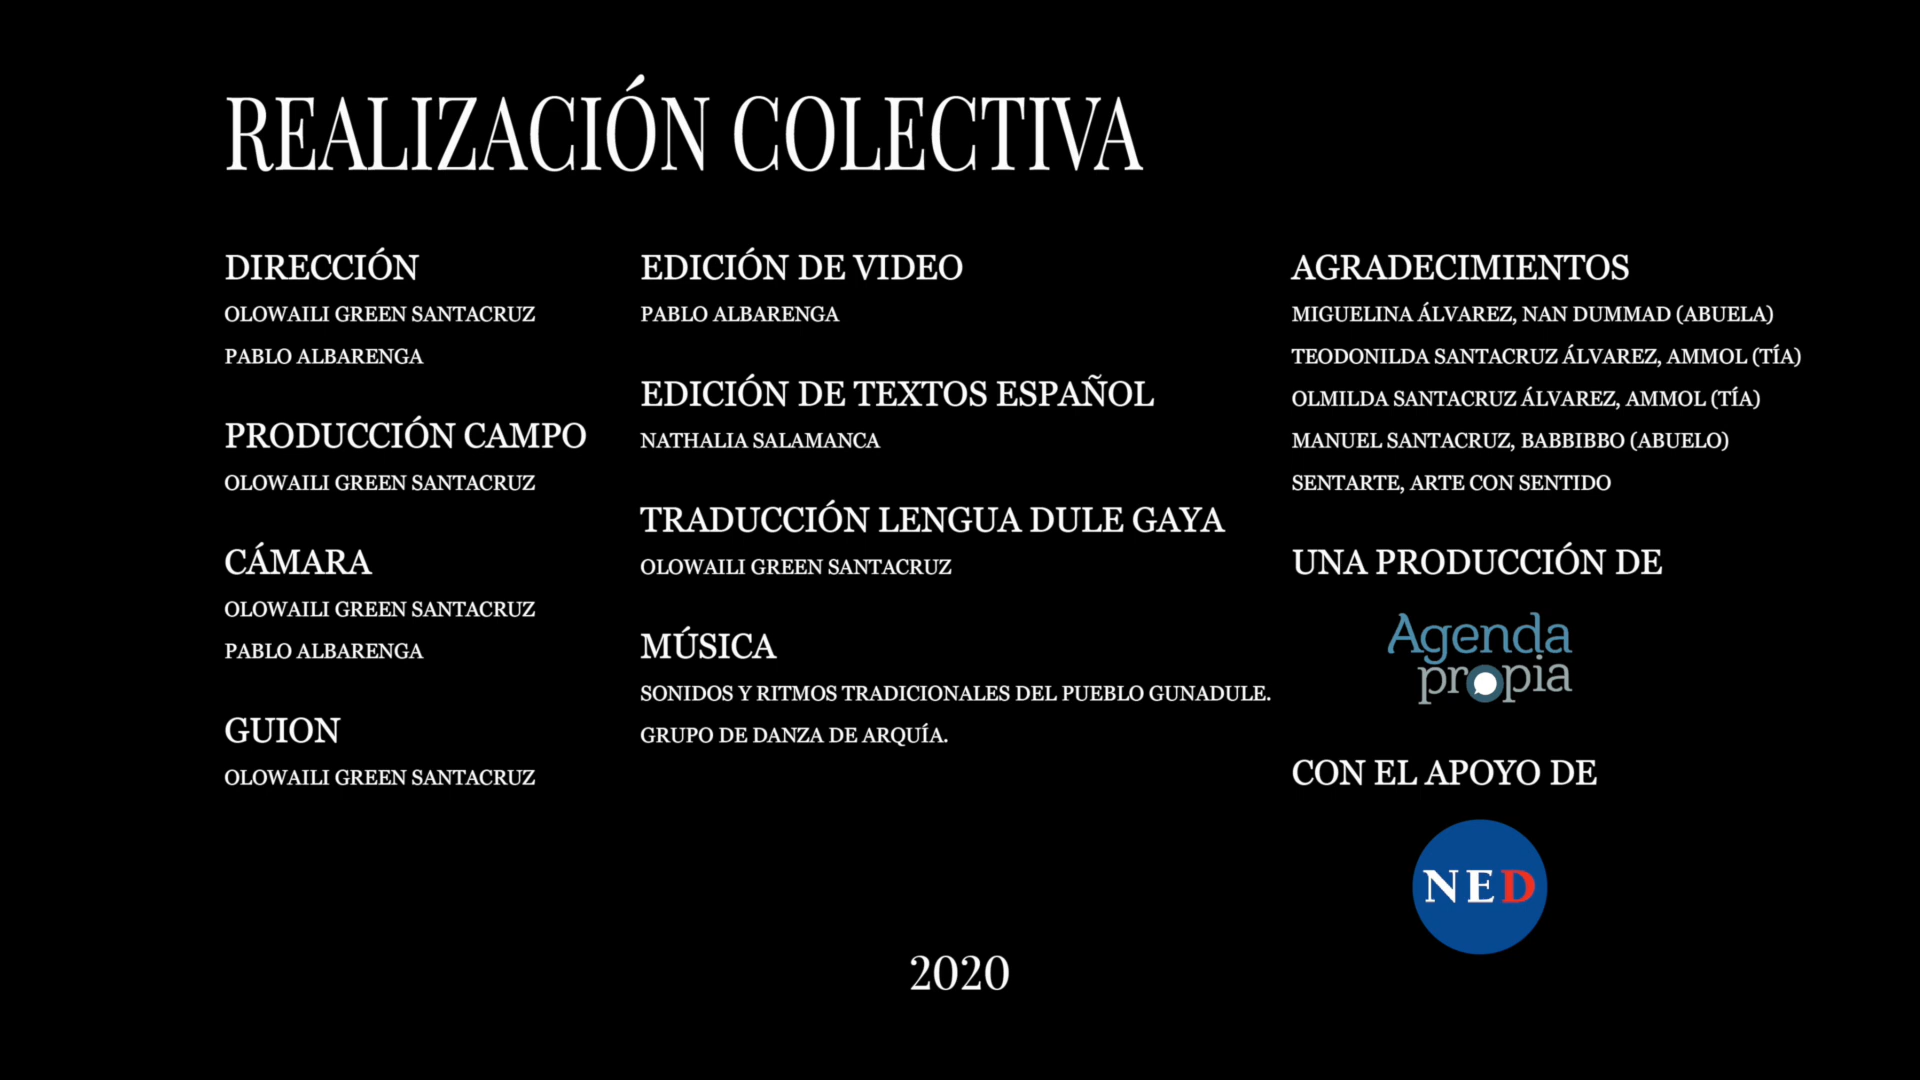 REALIZACIÓN COLECTIVA
DIRECCIÓN
OLOWAILI GREEN SANTACRUZ
PABLO ALBARENGA
PRODUCCIÓN CAMPO
OLOWAILI GREEN SANTACRUZ
CÁMARA
OLOWAILI GREEN SANTACRUZ
PABLO ALBARENGA
GUION
OLOWAILI GREEN SANTACRUZ
EDICIÓN DE VIDEO
PABLO ALBARENGA
EDICIÓN DE TEXTOS ESPAÑOL
NATHALIA SALAMANCA
TRADUCCIÓN LENGUA DULE GAYA
OLOWAILI GREEN SANTACRUZ
MÚSICA
SONIDOS Y RITMOS TRADICIONALES DEL PUEBLO GUNADULE.
GRUPO DE DANZA DE ARQUÍA.
AGRADECIMIENTOS
MIGUELINA ÁLVAREZ, NAN DUMMAD (ABUELA)
TEODONILDA SANTACRUZ ÁLVAREZ, AMMOL (TÍA)
OLMILDA SANTACRUZ ÁLVAREZ, AMMOL (TÍA)
MANUEL SANTACRUZ, BABBIBBO (ABUELO)
SENTARTE, ARTE CON SENTIDO
UNA PRODUCCIÓN DE
Agenda
propia
CON EL APOYO DE
NED
2020